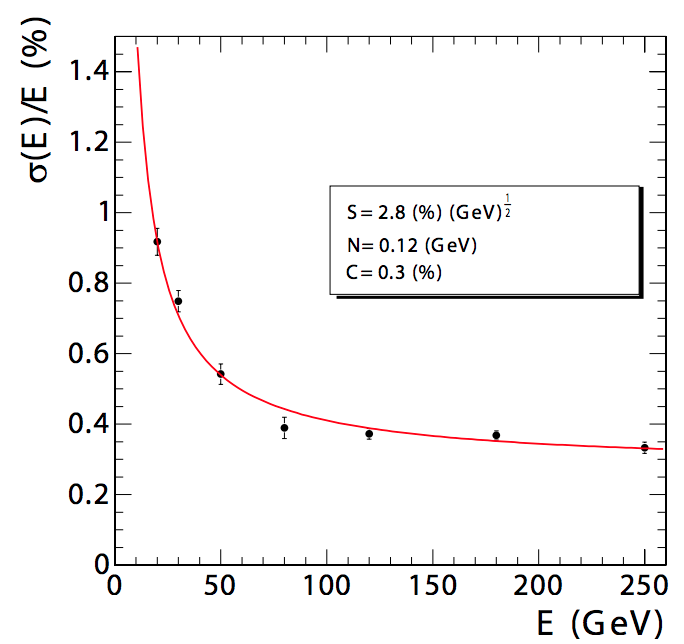 σ(E)/E (%)
1.4
1.2
1
0.8
0.6
0.4
0.2
0
S = 2.8 (%) (GeV)^{1/2}
N= 0.12 (GeV)
C= 0.3 (%)
0 50 100 150 200 250
E (GeV)